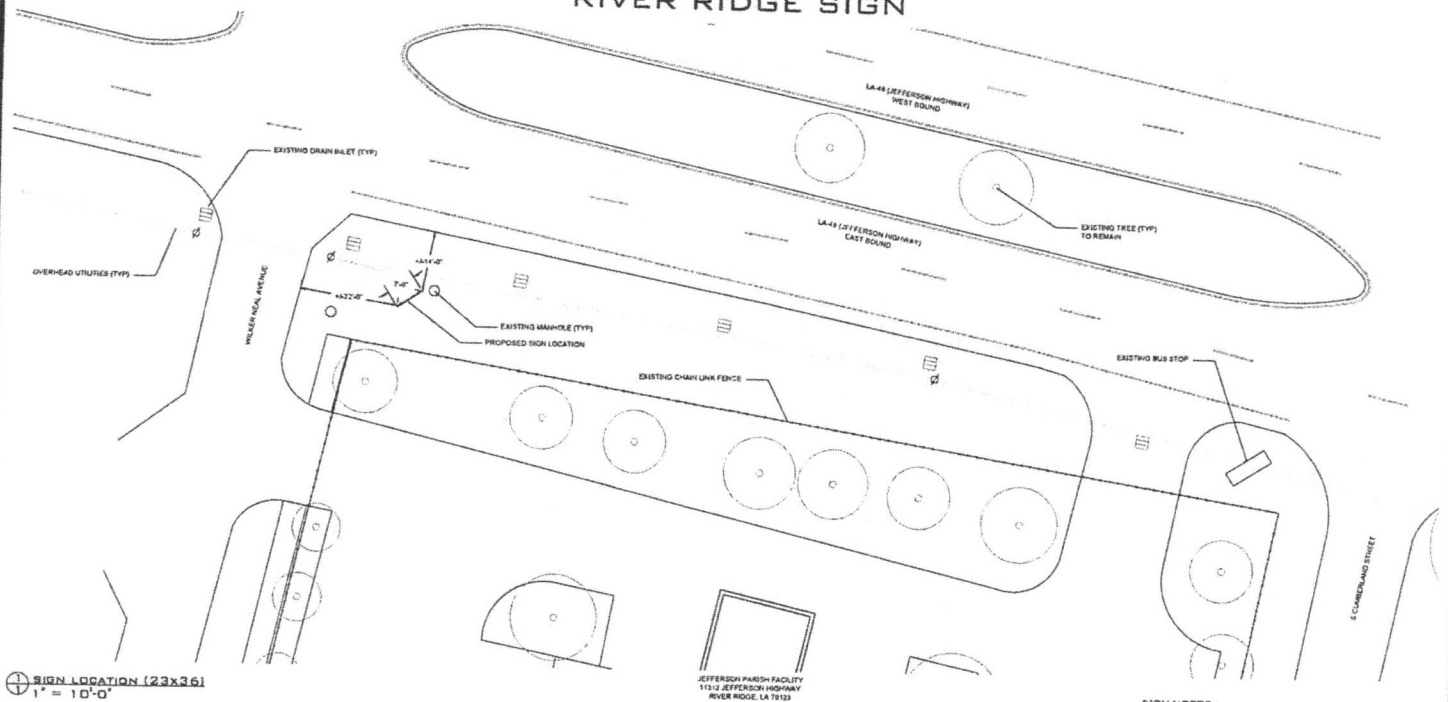 RIVER RIDGE SIGN
LA-48 (JEFFERSON HIGHWAY)
WEST BOUND
EXISTING DRAIN INLET (TYP)
EXISTING TREE (TYP)
TO REMAIN
LA-48 (JEFFERSON HIGHWAY)
EAST BOUND
OVERHEAD UTILITIES (TYP)
WILKER NEAL AVENUE
+/-14'-0"
7'-0"
+/-22'-0"
EXISTING MANHOLE (TYP)
PROPOSED SIGN LOCATION
EXISTING BUS STOP
EXISTING CHAIN LINK FENCE
S CUMBERLAND STREET
1
1
SIGN LOCATION (23x36)
1" = 10'-0"
JEFFERSON PARISH FACILITY
11312 JEFFERSON HIGHWAY
RIVER RIDGE, LA 70123